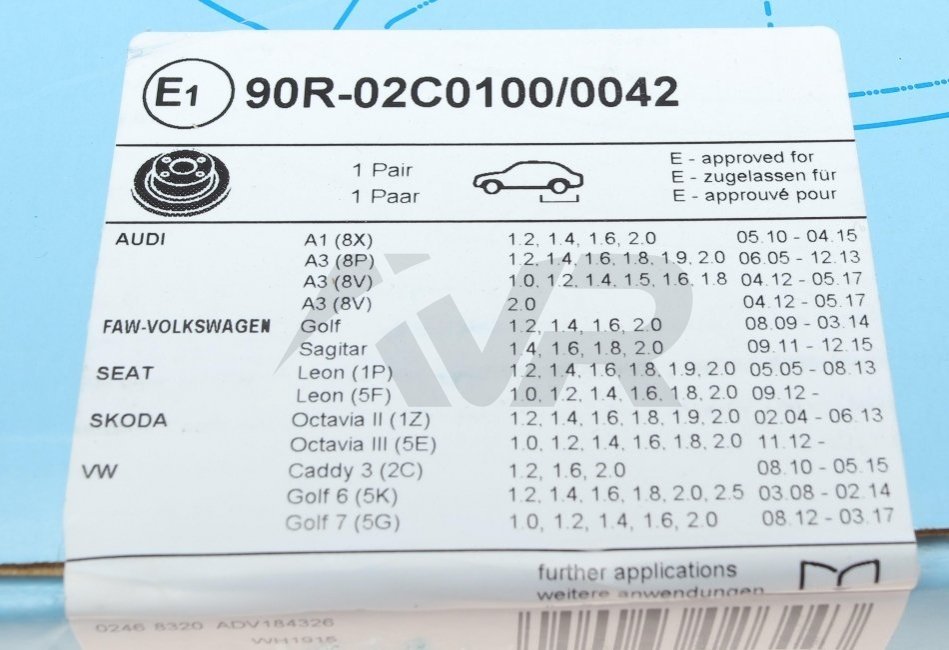 E1 90R-02C0100/0042
1 Pair
1 Paar
E - approved for
E - zugelassen für
E - approuvé pour
AUDI A1 (8X) 1.2, 1.4, 1.6, 2.0 05.10 - 04.15
A3 (8P) 1.2, 1.4, 1.6, 1.8, 1.9, 2.0 06.05 - 12.13
A3 (8V) 1.0, 1.2, 1.4, 1.5, 1.6, 1.8 04.12 - 05.17
A3 (8V) 2.0 04.12 - 05.17
FAW-VOLKSWAGEN Golf 1.2, 1.4, 1.6, 2.0 08.09 - 03.14
Sagitar 1.4, 1.6, 1.8, 2.0 09.11 - 12.15
SEAT Leon (1P) 1.2, 1.4, 1.6, 1.8, 1.9, 2.0 05.05 - 08.13
Leon (5F) 1.0, 1.2, 1.4, 1.6, 1.8, 2.0 09.12 -
SKODA Octavia II (1Z) 1.2, 1.4, 1.6, 1.8, 1.9, 2.0 02.04 - 06.13
Octavia III (5E) 1.0, 1.2, 1.4, 1.6, 1.8, 2.0 11.12 -
VW Caddy 3 (2C) 1.2, 1.6, 2.0 08.10 - 05.15
Golf 6 (5K) 1.2, 1.4, 1.6, 1.8, 2.0, 2.5 03.08 - 02.14
Golf 7 (5G) 1.0, 1.2, 1.4, 1.6, 2.0 08.12 - 03.17
further applications
weitere anwendungen
0246 8320 ADV184326
WH1915